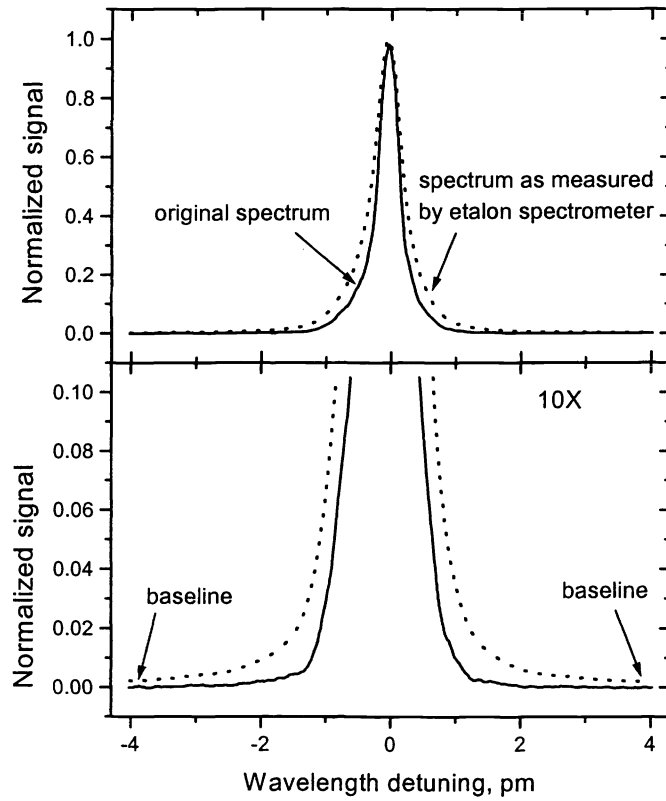 1.0
0.8
0.6
0.4
0.2
0.0
Normalized signal
original spectrum
spectrum as measured
by etalon spectrometer
0.10
0.08
0.06
0.04
0.02
0.00
Normalized signal
10X
baseline
baseline
-4
-2
0
2
4
Wavelength detuning, pm